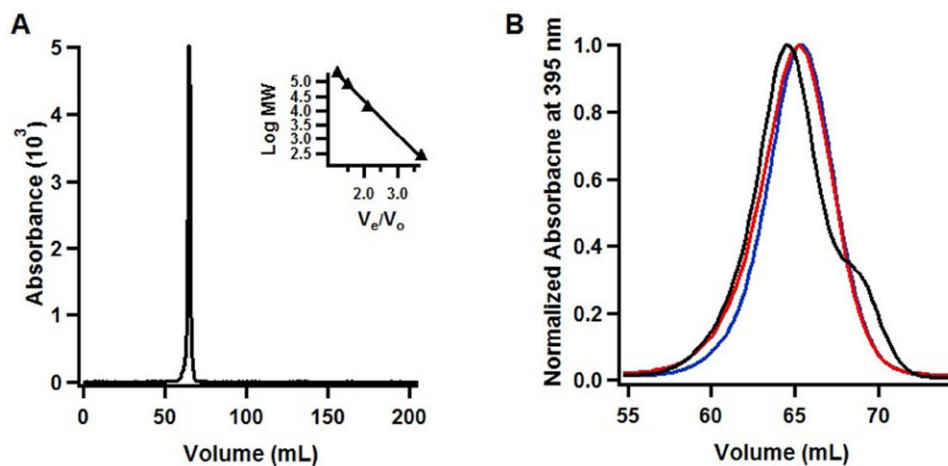 A
Absorbance (10³)
5
4
3
2
1
0
0 50 100 150 200
Volume (mL)
Log MW
5.0
4.5
4.0
3.5
3.0
2.5
2.0 3.0
Ve/Vo
B
Normalized Absorbacne at 395 nm
1.0
0.8
0.6
0.4
0.2
0.0
55 60 65 70
Volume (mL)